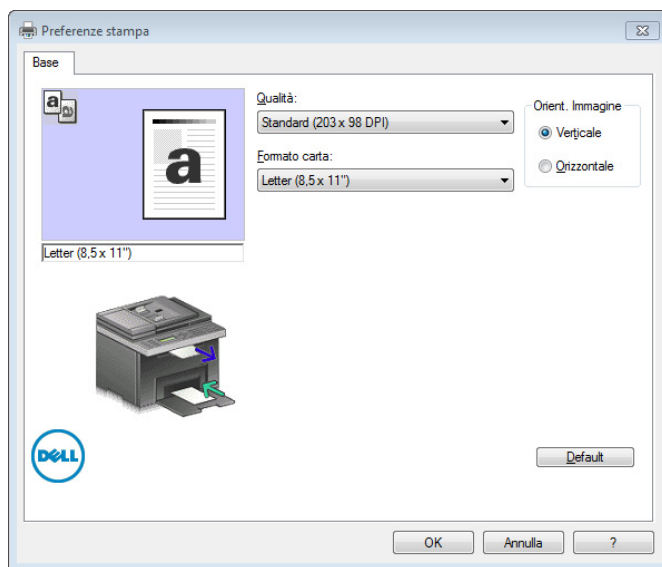 Preferenze stampa
Base
a
a
Letter (8,5 x 11")
Qualità:
Standard (203 x 98 DPI)
Formato carta:
Letter (8,5 x 11")
Orient. Immagine
Verticale
Orizzontale
DELL
Default
OK
Annulla
?